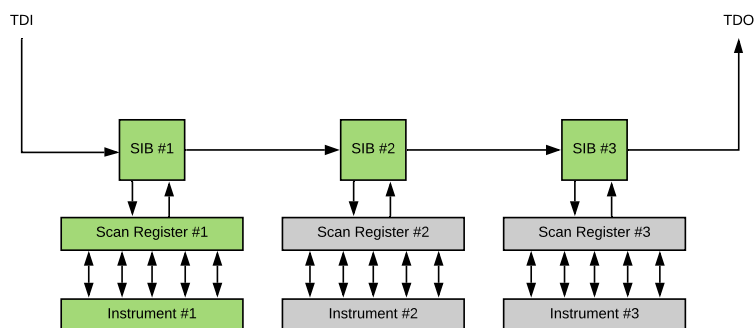 TDI
TDO
SIB #1
SIB #2
SIB #3
Scan Register #1
Scan Register #2
Scan Register #3
Instrument #1
Instrument #2
Instrument #3